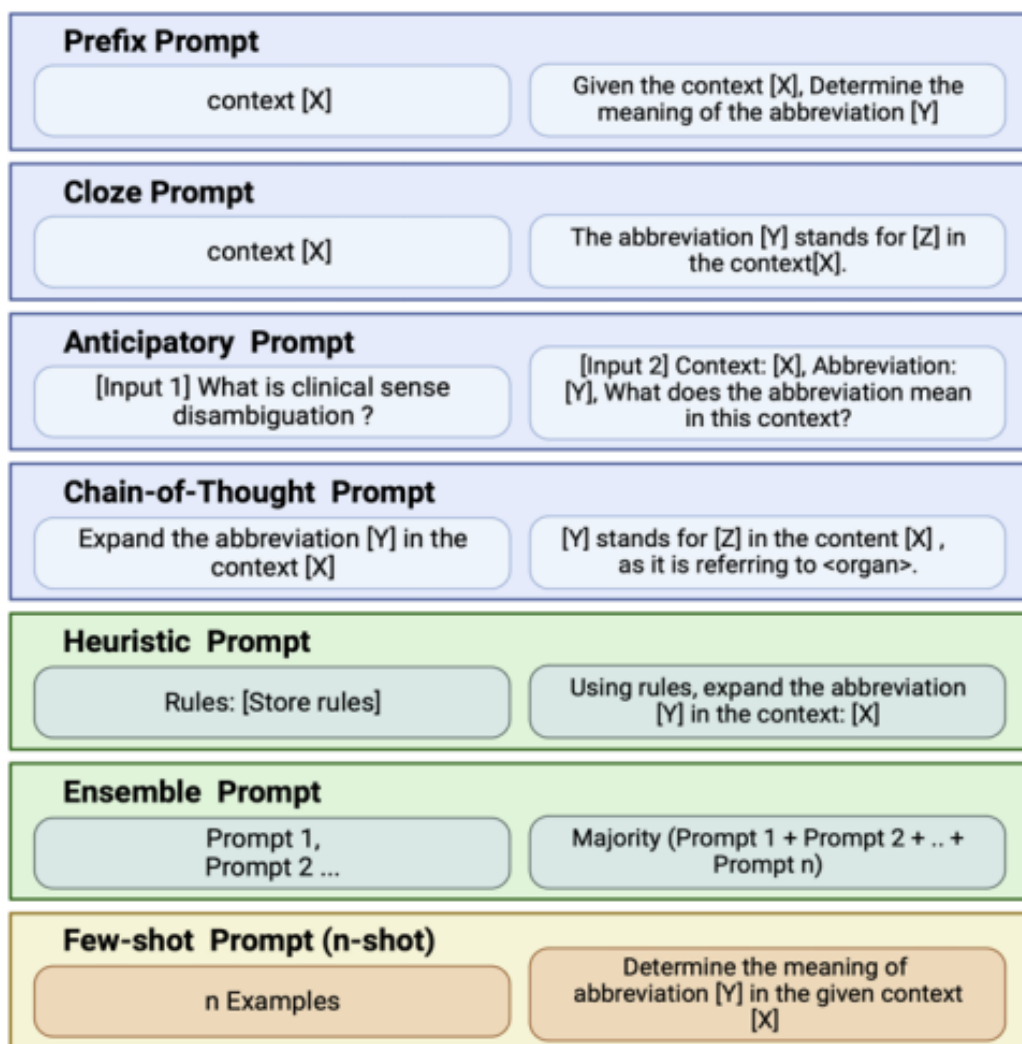 Prefix Prompt
context [X]
Given the context [X], Determine the
meaning of the abbreviation [Y]
Cloze Prompt
context [X]
The abbreviation [Y] stands for [Z] in
the context[X].
Anticipatory Prompt
[Input 1] What is clinical sense
disambiguation ?
[Input 2] Context: [X], Abbreviation:
[Y], What does the abbreviation mean
in this context?
Chain-of-Thought Prompt
Expand the abbreviation [Y] in the
context [X]
[Y] stands for [Z] in the content [X] ,
as it is referring to <organ>.
Heuristic Prompt
Rules: [Store rules]
Using rules, expand the abbreviation
[Y] in the context: [X]
Ensemble Prompt
Prompt 1,
Prompt 2 ...
Majority (Prompt 1 + Prompt 2 + .. +
Prompt n)
Few-shot Prompt (n-shot)
n Examples
Determine the meaning of
abbreviation [Y] in the given context
[X]